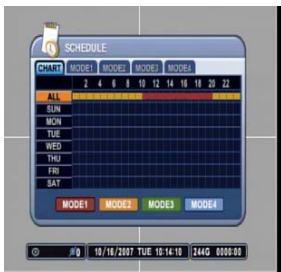 SCHEDULE
CHART MODE1 MODE2 MODE3 MODE4
2 4 6 8 10 12 14 16 18 20 22
ALL
SUN
MON
TUE
WED
THU
FRI
SAT
MODE1 MODE2 MODE3 MODE4
0 10/16/2007 TUE 10:14:10 244G 0000:00